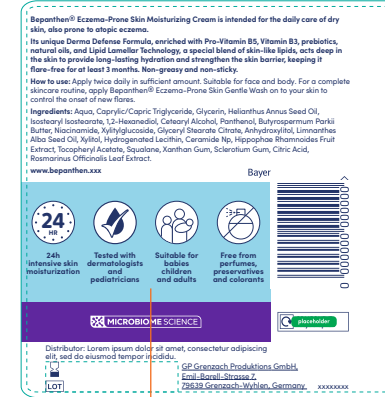 Bepanthen® Eczema-Prone Skin Moisturizing Cream is intended for the daily care of dry
skin, also prone to atopic eczema.
Its unique Derma Defense Formula, enriched with Pro-Vitamin B5, Vitamin B3, prebiotics,
natural oils, and Lipid Lamellar Technology, a special blend of skin-like lipids, acts deep in
the skin to provide long-lasting hydration and strengthen the skin barrier, keeping it
flare-free for at least 3 months. Non-greasy and non-sticky.
How to use: Apply twice daily in sufficient amount. Suitable for face and body. For a complete
skincare routine, apply Bepanthen® Eczema-Prone Skin Gentle Wash on to your skin to
control the onset of new flares.
Ingredients: Aqua, Caprylic/Capric Triglyceride, Glycerin, Helianthus Annus Seed Oil,
Isostearyl Isostearate, 1,2-Hexanediol, Cetearyl Alcohol, Panthenol, Butyrospermum Parkii
Butter, Niacinamide, Xylitylglucoside, Glyceryl Stearate Citrate, Anhydroxylitol, Limnanthes
Alba Seed Oil, Xylitol, Hydrogenated Lecithin, Ceramide Np, Hippophae Rhamnoides Fruit
Extract, Tocopheryl Acetate, Squalane, Xanthan Gum, Sclerotium Gum, Citric Acid,
Rosmarinus Officinalis Leaf Extract.
www.bepanthen.xxx
Bayer
24
HR
24h
intensive skin
moisturization
Tested with
dermatologists
and
pediatricians
Suitable for
babies
children
and adults
Free from
perfumes,
preservatives
and colorants
MICROBIOME SCIENCE
placeholder
Distributor: Lorem ipsum dolor sit amet, consectetur adipiscing
elit, sed do eiusmod tempor incididu.
LOT
GP Grenzach Produktions GmbH,
Emil-Barell-Strasse 7,
79639 Grenzach-Wyhlen, Germany
xxxxxxxx